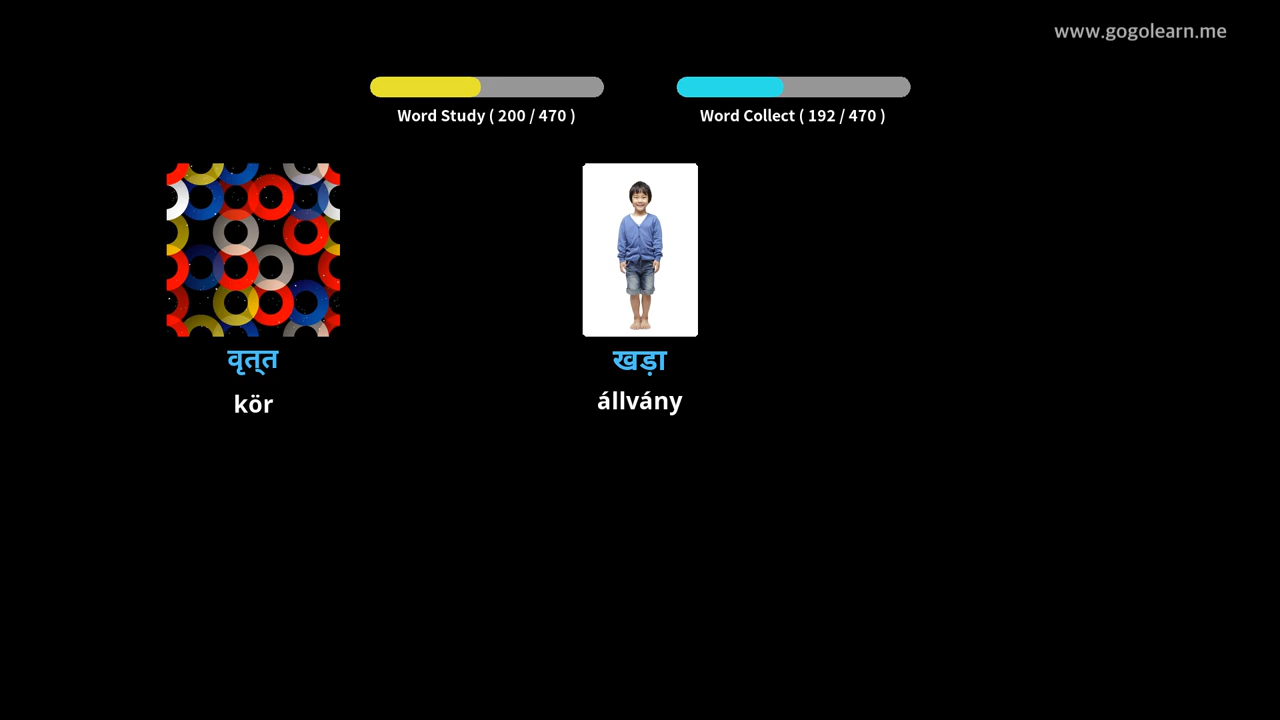 www.gogolearn.me
Word Study ( 200 / 470 )
Word Collect ( 192 / 470 )
वृत्‍त
kör
खड़ा
állvány